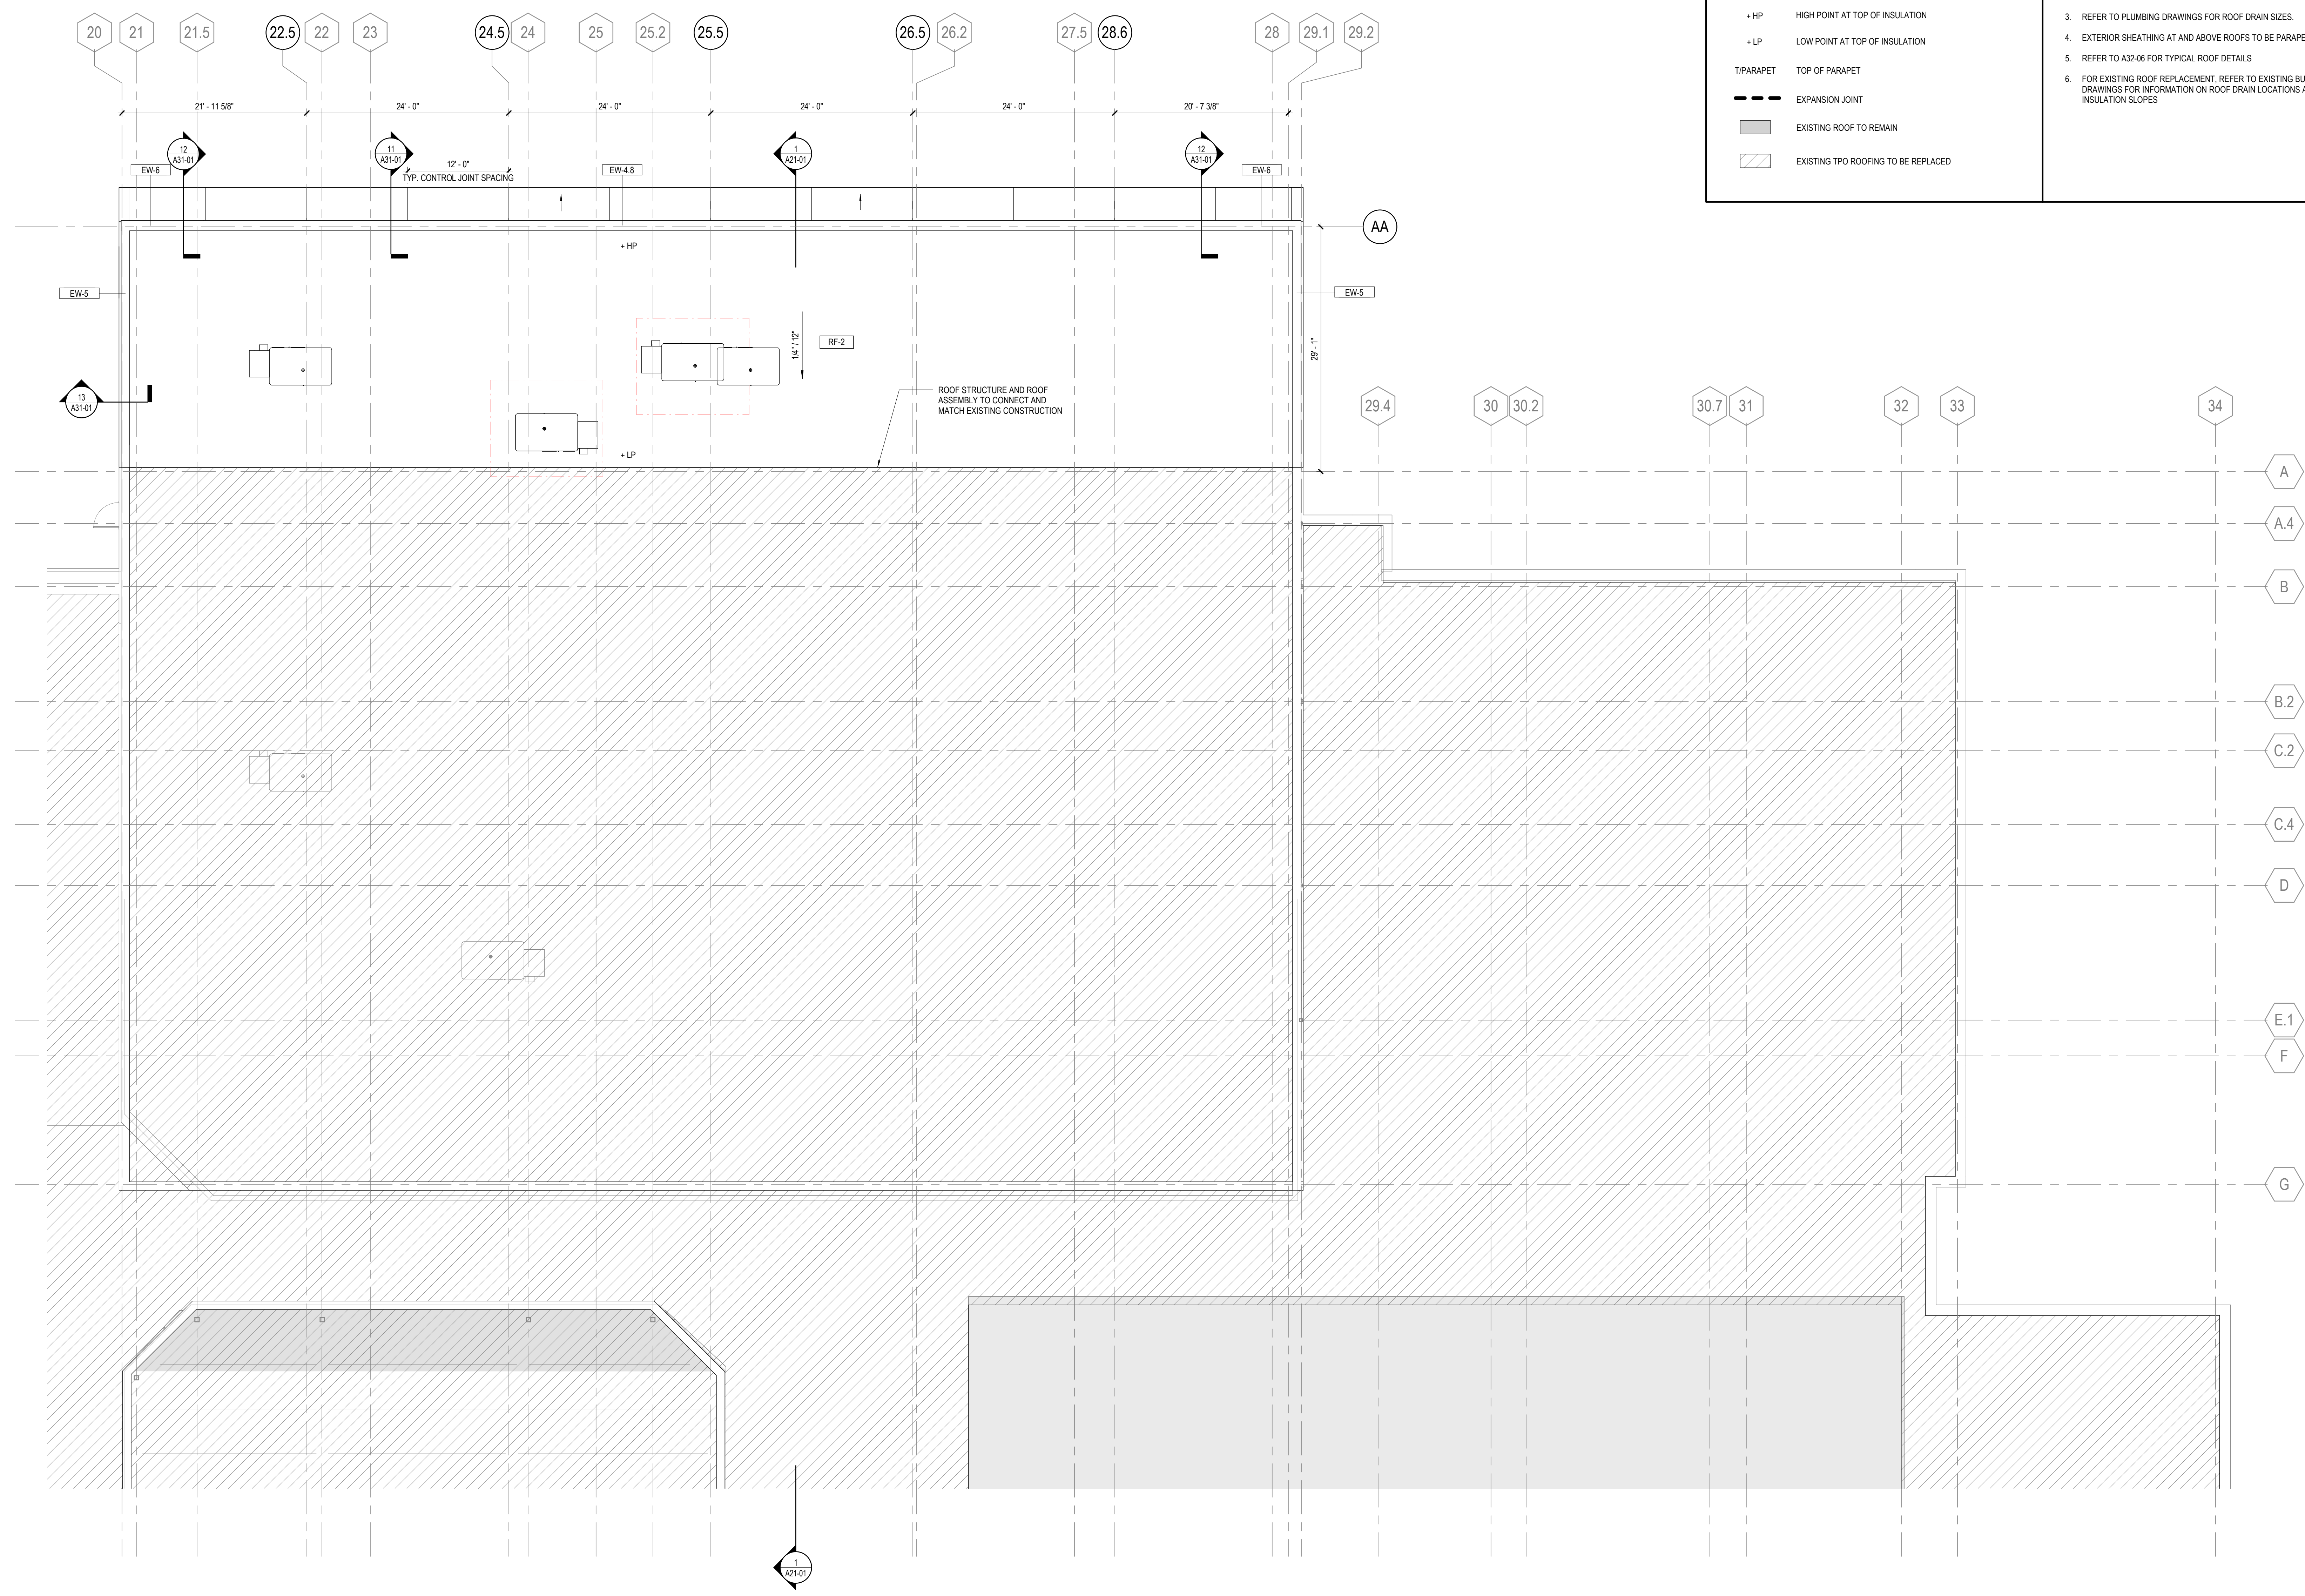 + HP HIGH POINT AT TOP OF INSULATION
+ LP LOW POINT AT TOP OF INSULATION
T/PARAPET TOP OF PARAPET
EXPANSION JOINT
EXISTING ROOF TO REMAIN
EXISTING TPO ROOFING TO BE REPLACED
3. REFER TO PLUMBING DRAWINGS FOR ROOF DRAIN SIZES.
4. EXTERIOR SHEATHING AT AND ABOVE ROOFS TO BE PARAPE
5. REFER TO A32-06 FOR TYPICAL ROOF DETAILS
6. FOR EXISTING ROOF REPLACEMENT, REFER TO EXISTING BU
DRAWINGS FOR INFORMATION ON ROOF DRAIN LOCATIONS A
INSULATION SLOPES
20 21 21.5 22.5 22 23 24.5 24 25 25.2 25.5 26.5 26.2 27.5 28.6 28 29.1 29.2
21' - 11 5/8" 24' - 0" 24' - 0" 24' - 0" 24' - 0" 20' - 7 3/8"
12 11 1 12
A31-01 A31-01 A21-01 A31-01
12' - 0"
EW-6 EW-4.8 EW-6
TYP. CONTROL JOINT SPACING
AA
+ HP
EW-5 EW-5
1/4" / 12"
RF-2
29' - 1"
ROOF STRUCTURE AND ROOF
ASSEMBLY TO CONNECT AND
MATCH EXISTING CONSTRUCTION
13
A31-01
29.4 30 30.2 30.7 31 32 33 34
+ LP
A
A.4
B
B.2
C.2
C.4
D
E.1
F
G
1
A21-01